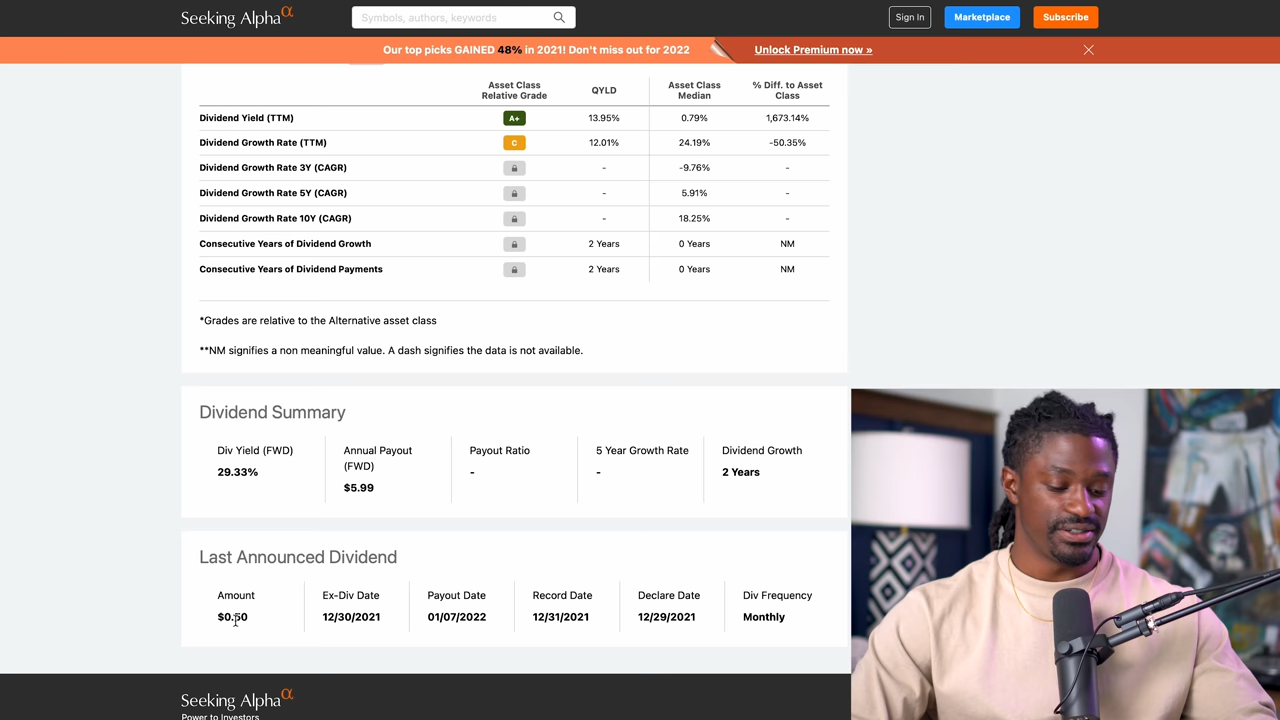 Seeking Alpha α
Symbols, authors, keywords
Sign In
Marketplace
Subscribe
Our top picks GAINED 48% in 2021! Don't miss out for 2022
Unlock Premium now »
Asset Class Relative Grade QYLD Asset Class Median % Diff. to Asset Class
Dividend Yield (TTM) A+ 13.95% 0.79% 1,673.14%
Dividend Growth Rate (TTM) C 12.01% 24.19% -50.35%
Dividend Growth Rate 3Y (CAGR) - -9.76% -
Dividend Growth Rate 5Y (CAGR) - 5.91% -
Dividend Growth Rate 10Y (CAGR) - 18.25% -
Consecutive Years of Dividend Growth 2 Years 0 Years NM
Consecutive Years of Dividend Payments 2 Years 0 Years NM
*Grades are relative to the Alternative asset class
**NM signifies a non meaningful value. A dash signifies the data is not available.
Dividend Summary
Div Yield (FWD) Annual Payout (FWD) Payout Ratio 5 Year Growth Rate Dividend Growth
29.33% $5.99 - - 2 Years
Last Announced Dividend
Amount Ex-Div Date Payout Date Record Date Declare Date Div Frequency
$0.50 12/30/2021 01/07/2022 12/31/2021 12/29/2021 Monthly
Seeking Alpha α
Power to Investors